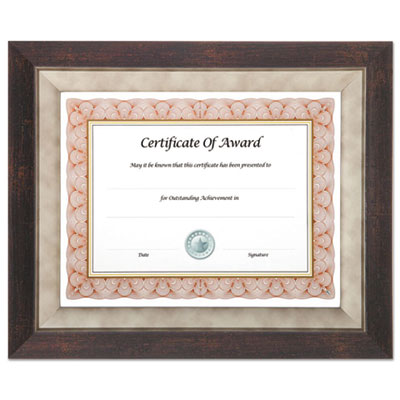 Certificate Of Award
May it be known that this certificate has been presented to
for Outstanding Achievement in
Date Signature